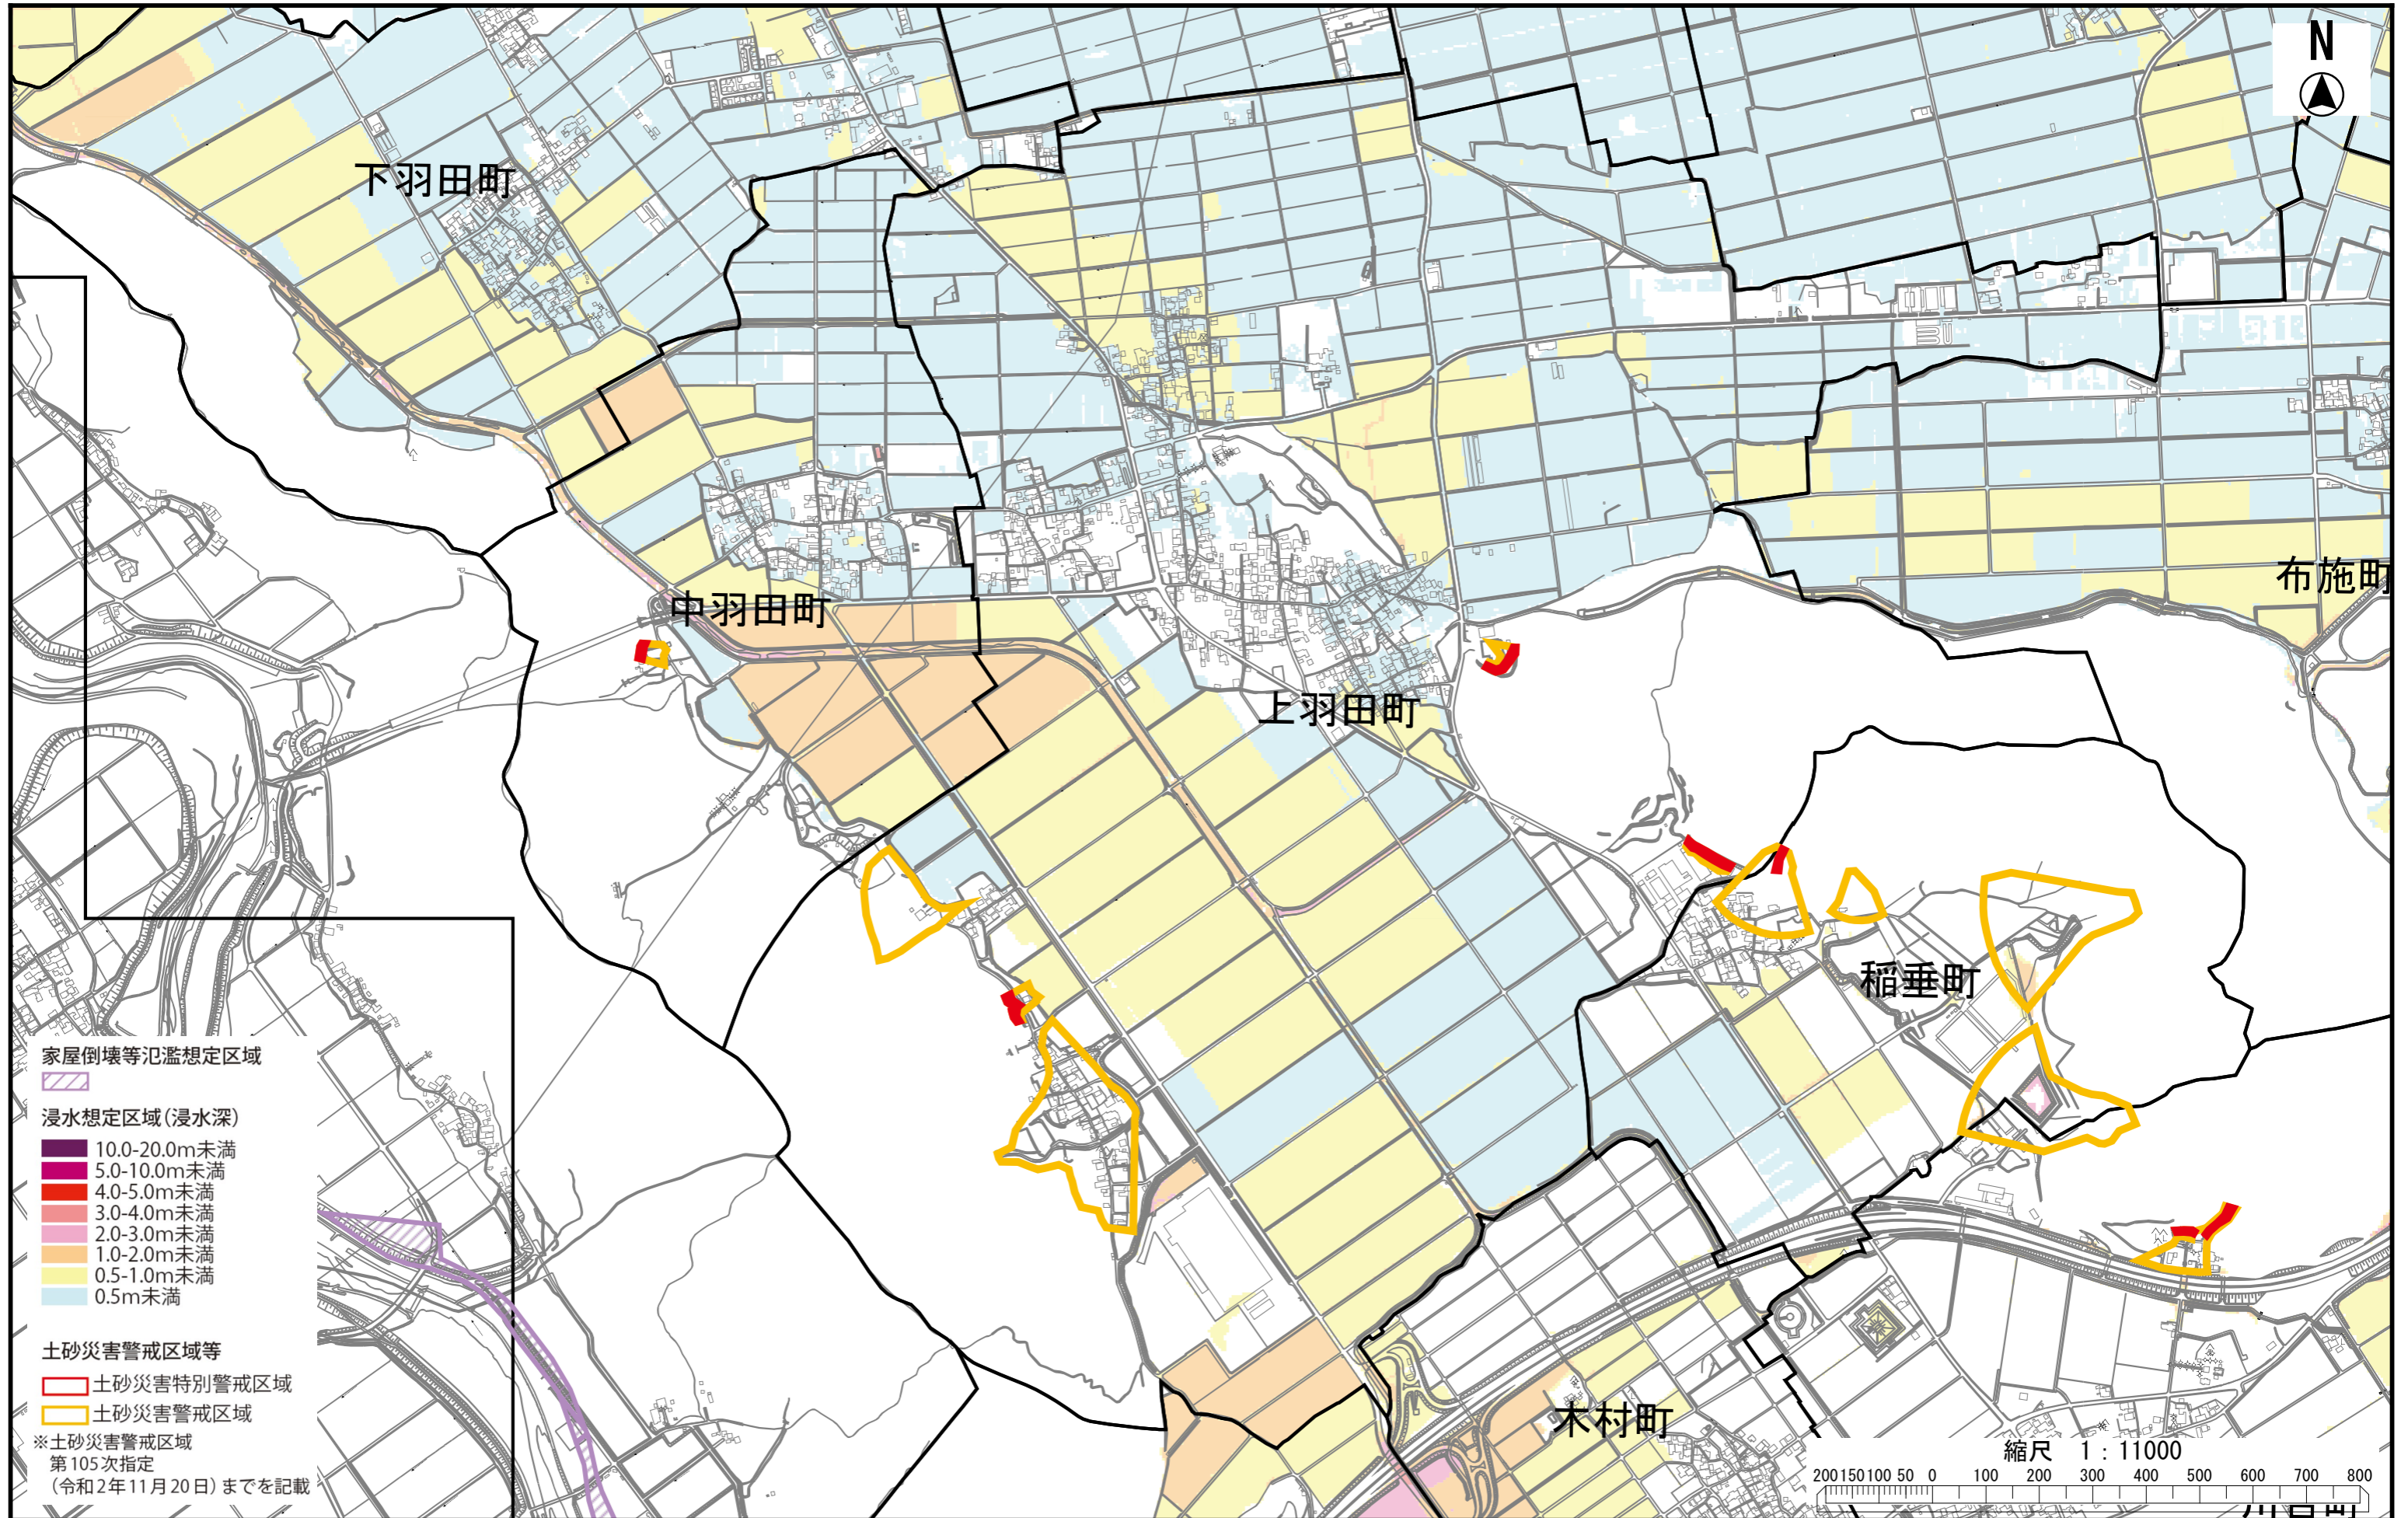 N
下羽田町
布施町
中羽田町
上羽田町
稲垂町
木村町
家屋倒壊等氾濫想定区域
浸水想定区域(浸水深)
10.0-20.0m未満
5.0-10.0m未満
4.0-5.0m未満
3.0-4.0m未満
2.0-3.0m未満
1.0-2.0m未満
0.5-1.0m未満
0.5m未満
土砂災害警戒区域等
土砂災害特別警戒区域
土砂災害警戒区域
※土砂災害警戒区域
第105次指定
(令和2年11月20日)までを記載
縮尺 1:11000
200 150 100 50 0 100 200 300 400 500 600 700 800